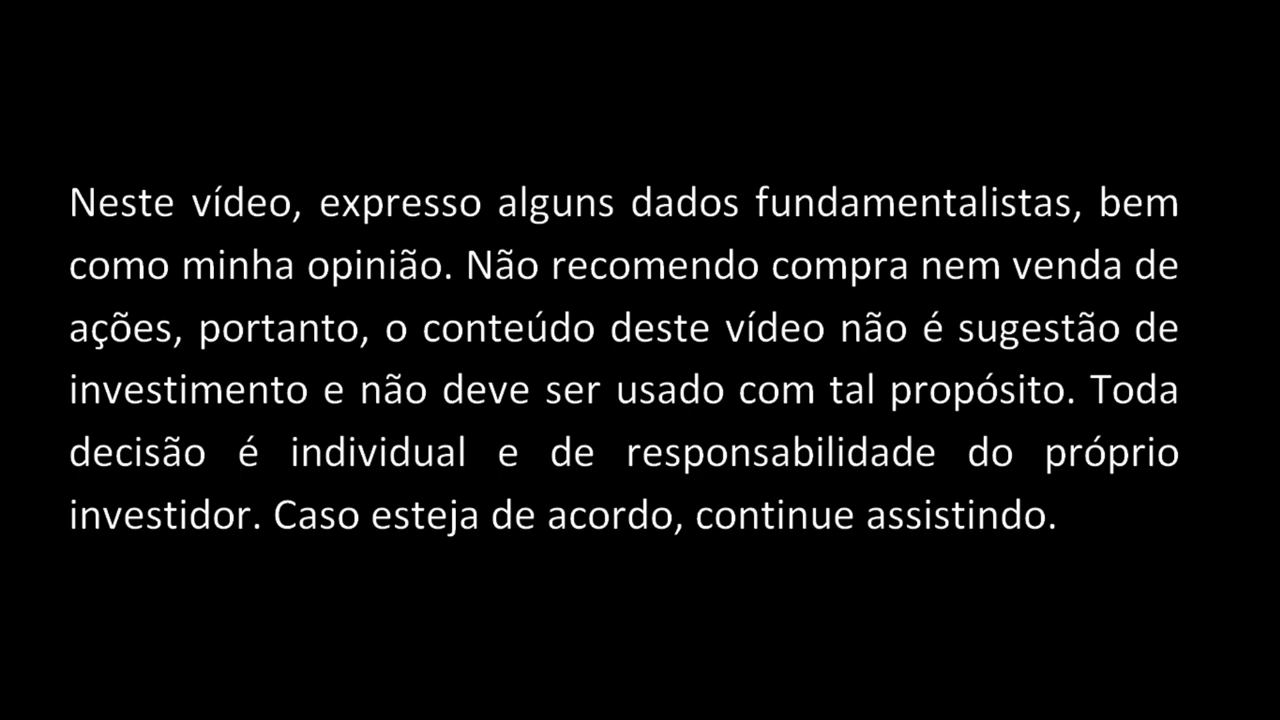 Neste vídeo, expresso alguns dados fundamentalistas, bem
como minha opinião. Não recomendo compra nem venda de
ações, portanto, o conteúdo deste vídeo não é sugestão de
investimento e não deve ser usado com tal propósito. Toda
decisão é individual e de responsabilidade do próprio
investidor. Caso esteja de acordo, continue assistindo.